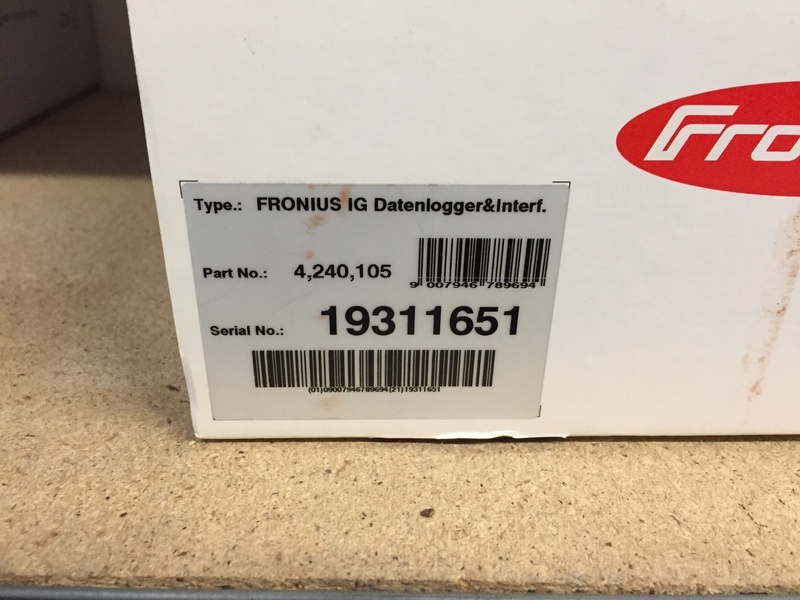 Fro
Type.: FRONIUS IG Datenlogger&Interf.
Part No.: 4,240,105
9 007946 789694
Serial No.: 19311651
(01)09007946789694(21)19311651